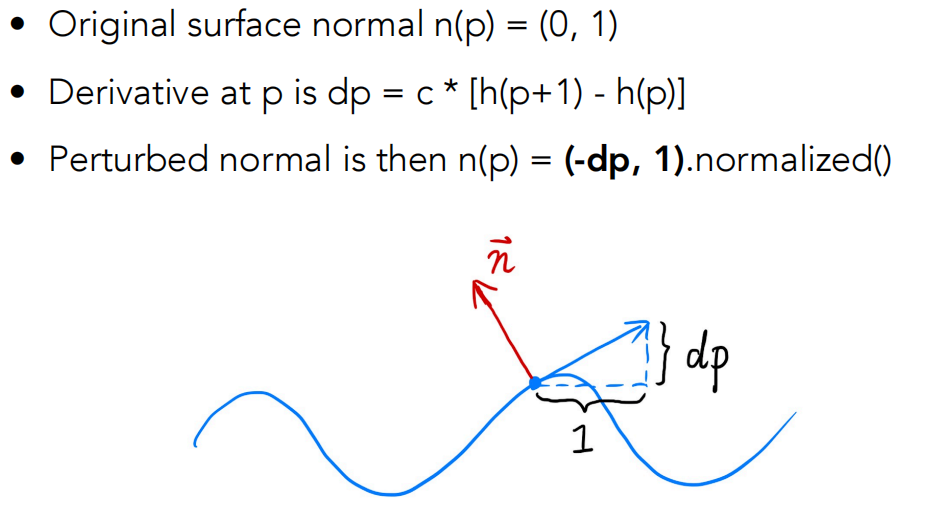 • Original surface normal n(p) = (0, 1)
• Derivative at p is dp = c * [h(p+1) - h(p)]
• Perturbed normal is then n(p) = (-dp, 1).normalized()
n⃗
dp
1